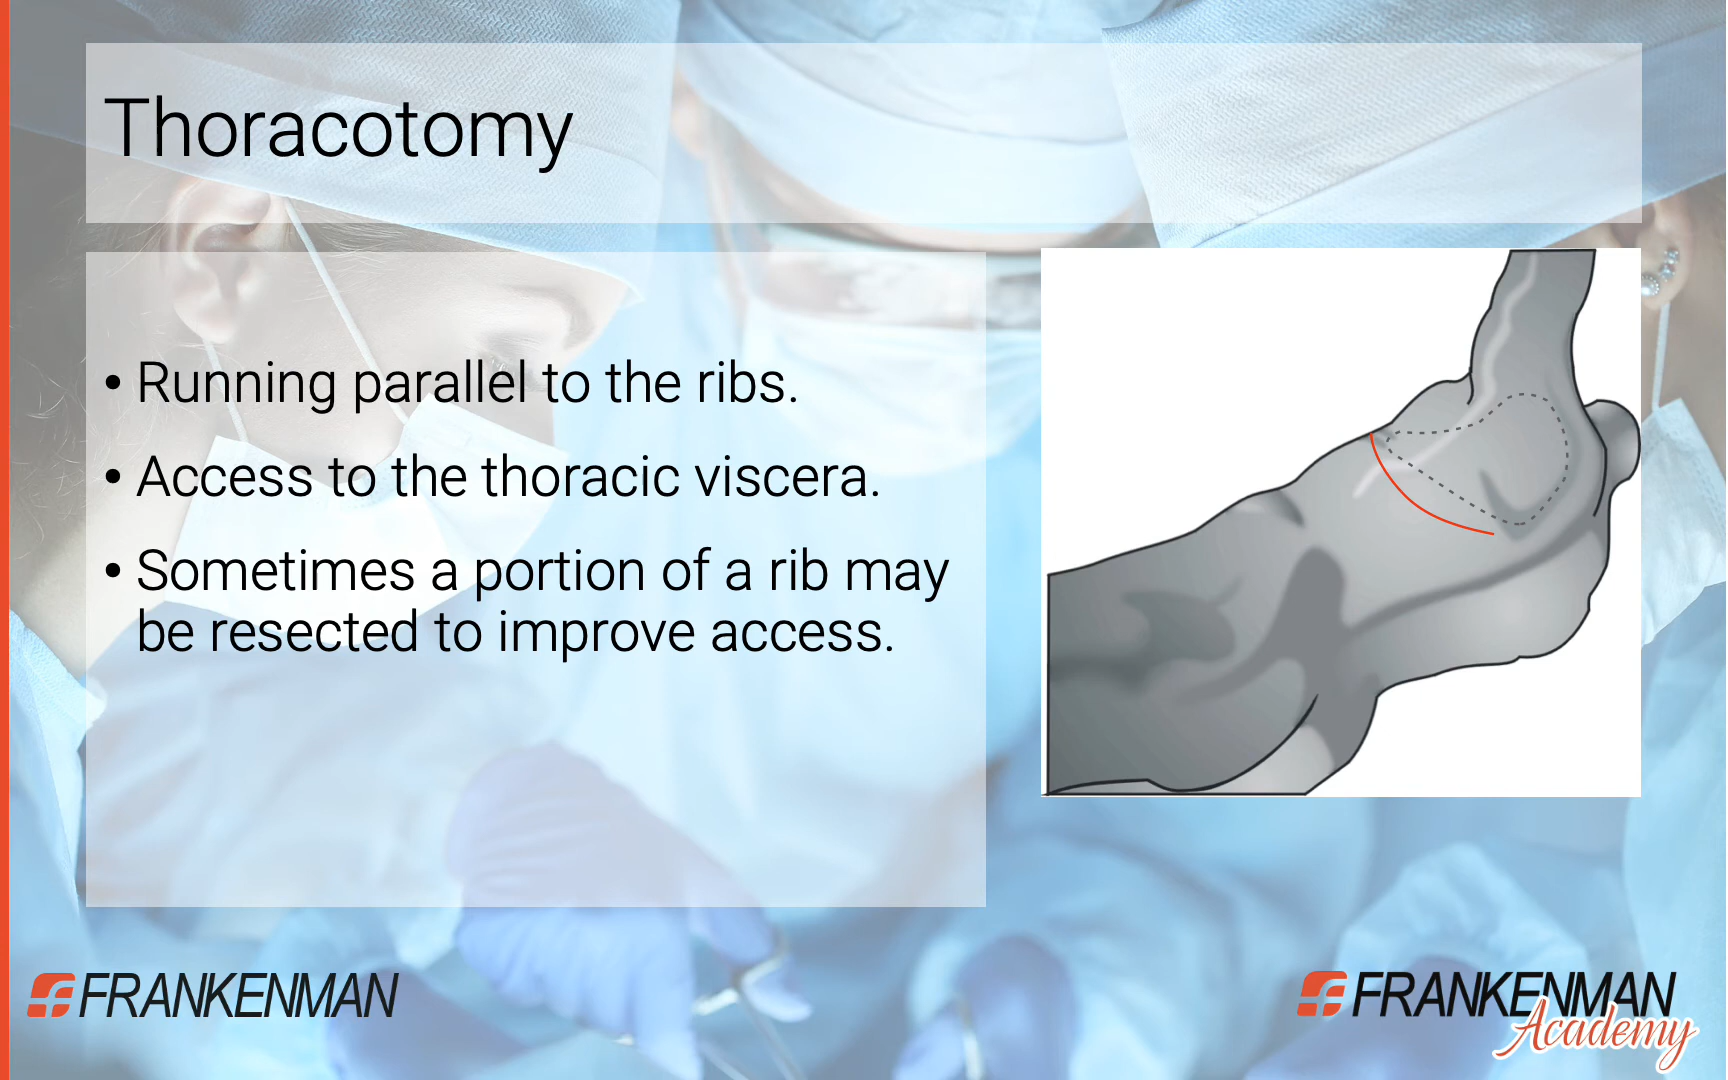 Thoracotomy
• Running parallel to the ribs.
• Access to the thoracic viscera.
• Sometimes a portion of a rib may
be resected to improve access.
FRANKENMAN
FRANKENMAN
Academy